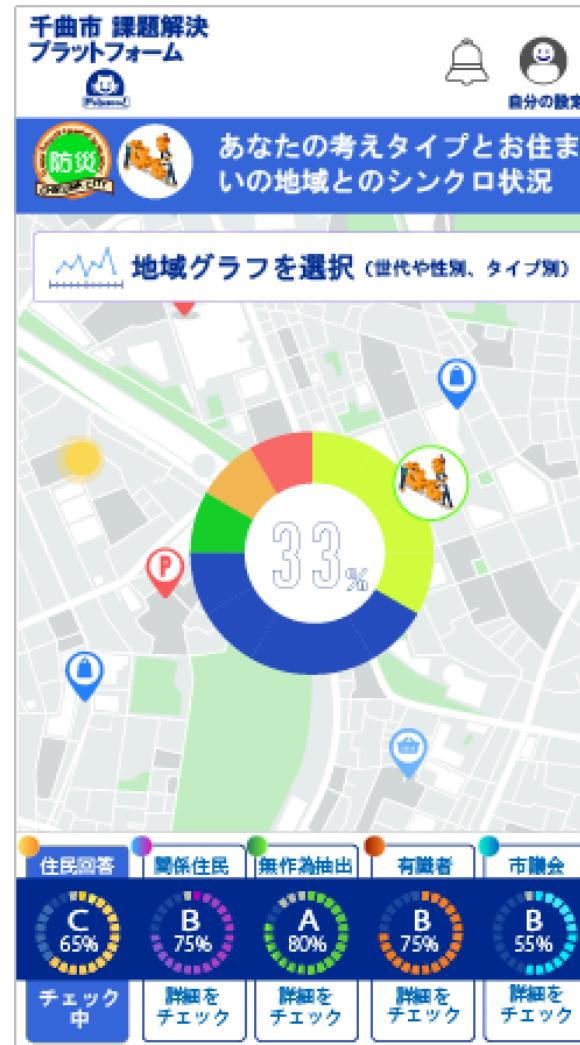 千曲市 課題解決
プラットフォーム
自分の設定
防災
CHIKUMA CITY
あなたの考えタイプとお住ま
いの地域とのシンクロ状況
地域グラフを選択（世代や性別、タイプ別）
P
33%
住民回答
関係住民
無作為抽出
有識者
市議会
C
65%
B
75%
A
80%
B
75%
B
55%
チェック
中
詳細を
チェック
詳細を
チェック
詳細を
チェック
詳細を
チェック